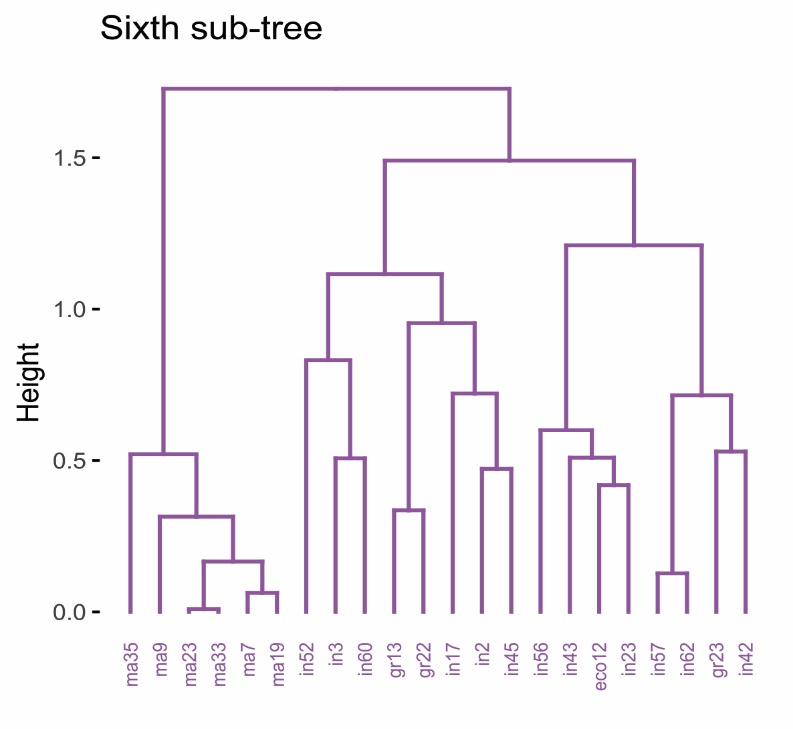 Sixth sub-tree
Height
1.5
1.0
0.5
0.0
ma35
ma9
ma23
ma33
ma7
ma19
in52
in3
in60
gr13
gr22
in17
in2
in45
in56
in43
eco12
in23
in57
in62
gr23
in42